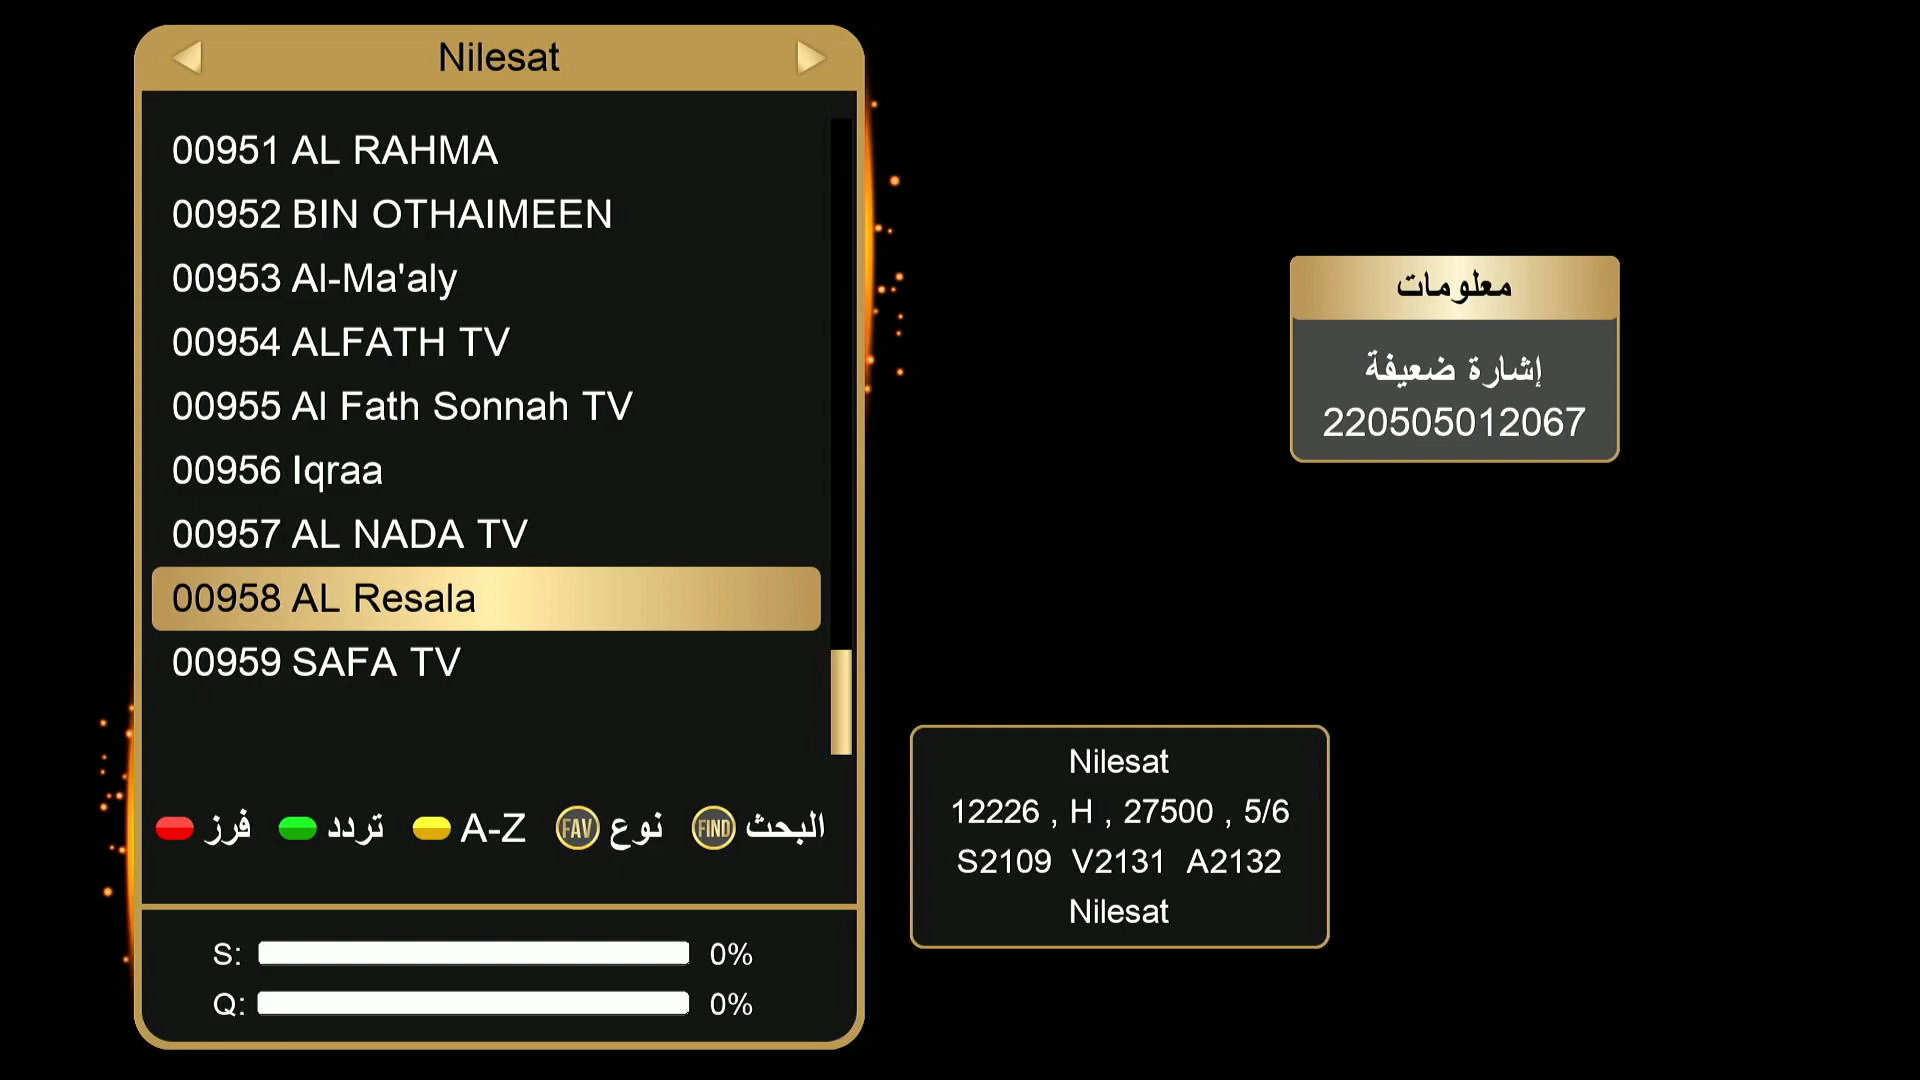 Nilesat
00951 AL RAHMA
00952 BIN OTHAIMEEN
00953 Al-Ma'aly
00954 ALFATH TV
00955 Al Fath Sonnah TV
00956 Iqraa
00957 AL NADA TV
00958 AL Resala
00959 SAFA TV
فرز تردد A-Z FAV نوع FIND البحث
S: 0%
Q: 0%
معلومات
إشارة ضعيفة
220505012067
Nilesat
12226 , H , 27500 , 5/6
S2109 V2131 A2132
Nilesat